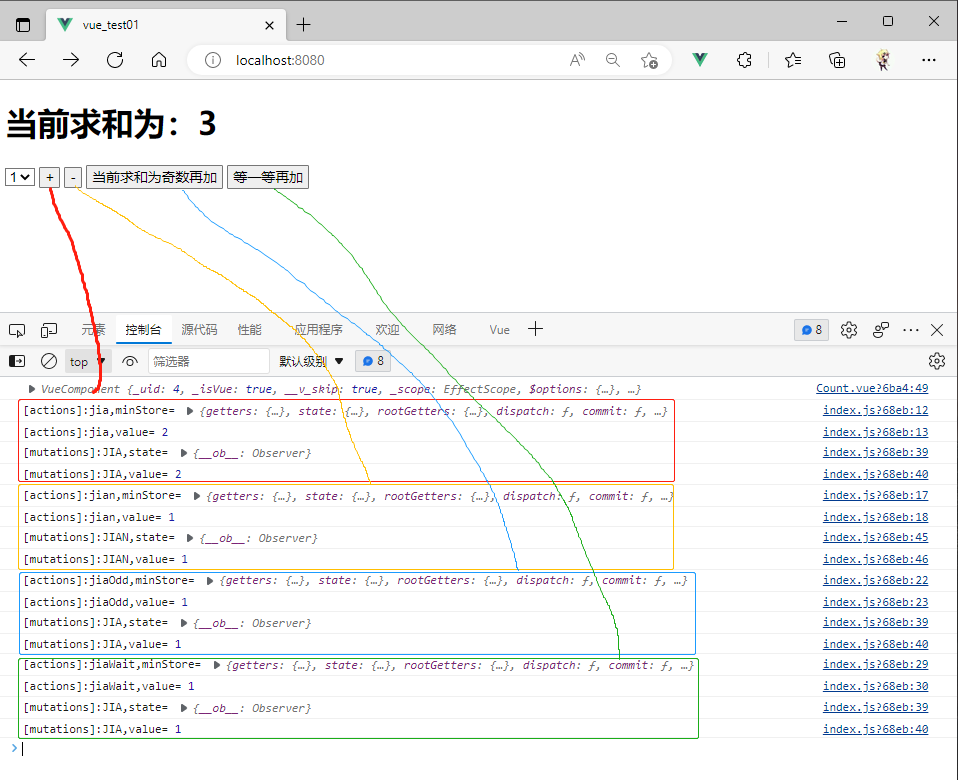 vue_test01
localhost:8080
当前求和为：3
1 + - 当前求和为奇数再加 等一等再加
元素 控制台 源代码 性能 应用程序 欢迎 网络 Vue 8
top 筛选器 默认级别 8
VueComponent {_uid: 4, _isVue: true, __v_skip: true, _scope: EffectScope, $options: {…}, …} Count.vue?6ba4:49
[actions]:jia,minStore= {getters: {…}, state: {…}, rootGetters: {…}, dispatch: ƒ, commit: ƒ, …} index.js?68eb:12
[actions]:jia,value= 2 index.js?68eb:13
[mutations]:JIA,state= {__ob__: Observer} index.js?68eb:39
[mutations]:JIA,value= 2 index.js?68eb:40
[actions]:jian,minStore= {getters: {…}, state: {…}, rootGetters: {…}, dispatch: ƒ, commit: ƒ, …} index.js?68eb:17
[actions]:jian,value= 1 index.js?68eb:18
[mutations]:JIAN,state= {__ob__: Observer} index.js?68eb:45
[mutations]:JIAN,value= 1 index.js?68eb:46
[actions]:jiaOdd,minStore= {getters: {…}, state: {…}, rootGetters: {…}, dispatch: ƒ, commit: ƒ, …} index.js?68eb:22
[actions]:jiaOdd,value= 1 index.js?68eb:23
[mutations]:JIA,state= {__ob__: Observer} index.js?68eb:39
[mutations]:JIA,value= 1 index.js?68eb:40
[actions]:jiaWait,minStore= {getters: {…}, state: {…}, rootGetters: {…}, dispatch: ƒ, commit: ƒ, …} index.js?68eb:29
[actions]:jiaWait,value= 1 index.js?68eb:30
[mutations]:JIA,state= {__ob__: Observer} index.js?68eb:39
[mutations]:JIA,value= 1 index.js?68eb:40